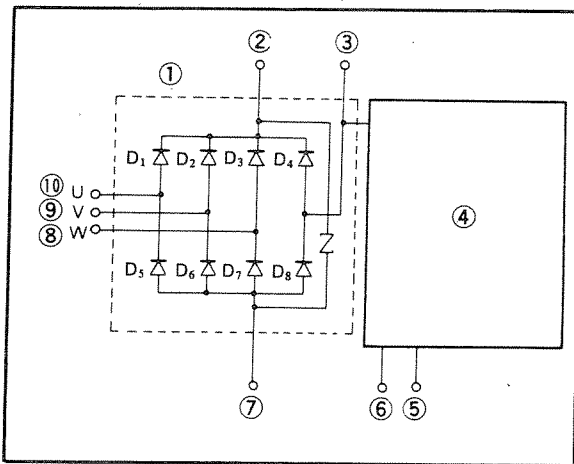 ② ③
①
D₁ D₂ D₃ D₄
⑩ U
⑨ V
⑧ W
④
D₅ D₆ D₇ D₈
⑦ ⑥ ⑤